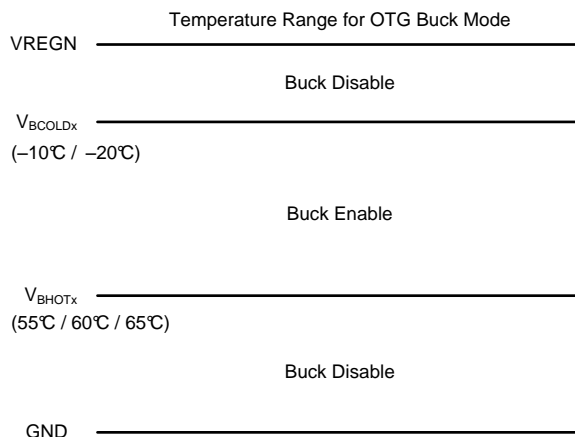 Temperature Range for OTG Buck Mode
VREGN
Buck Disable
VBCOLDx
(–10℃ / –20℃)
Buck Enable
VBHOTx
(55℃ / 60℃ / 65℃)
Buck Disable
GND